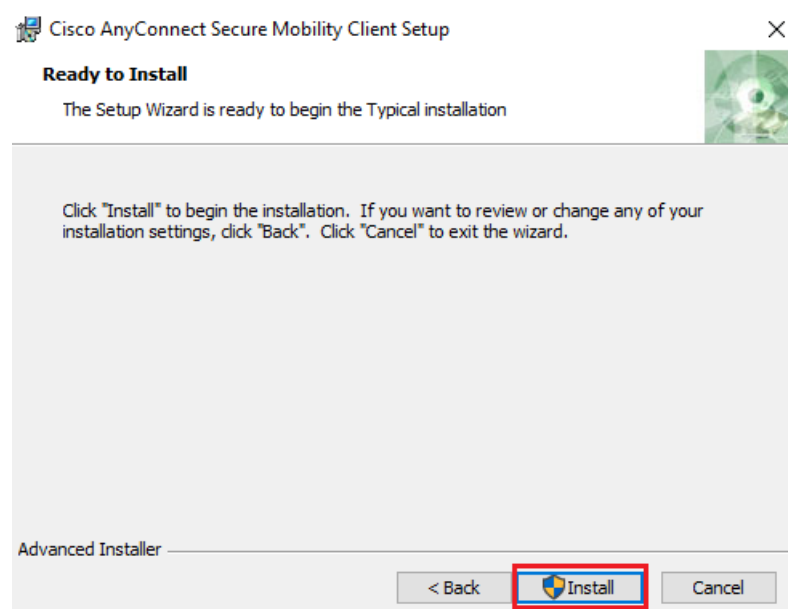 Cisco AnyConnect Secure Mobility Client Setup
Ready to Install
The Setup Wizard is ready to begin the Typical installation
Click "Install" to begin the installation.  If you want to review or change any of your
installation settings, click "Back".  Click "Cancel" to exit the wizard.
Advanced Installer
< Back
Install
Cancel